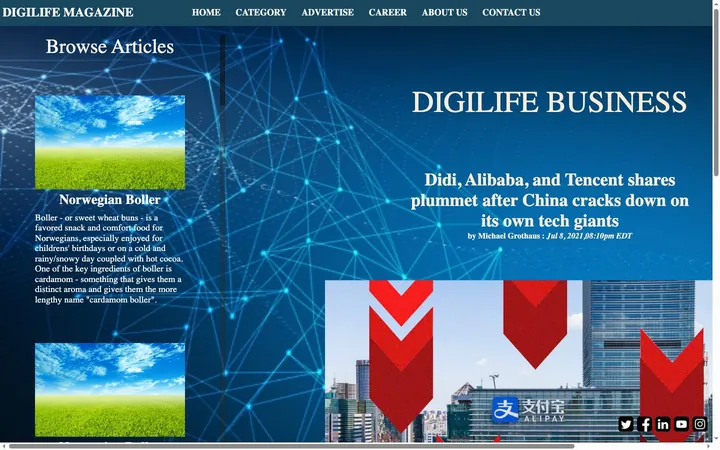 DIGILIFE MAGAZINE
HOME
CATEGORY
ADVERTISE
CAREER
ABOUT US
CONTACT US
Browse Articles
Norwegian Boller
Boller - or sweet wheat buns - is a
favored snack and comfort food for
Norwegians, especially enjoyed for
childrens' birthdays or on a cold and
rainy/snowy day coupled with hot cocoa.
One of the key ingredients of boller is
cardamom - something that gives them a
distinct aroma and gives them the more
lengthy name "cardamom boller".
DIGILIFE BUSINESS
Didi, Alibaba, and Tencent shares
plummet after China cracks down on
its own tech giants
by Michael Grothaus : Jul 8, 2021,08:10pm EDT
支 支付宝
ALIPAY